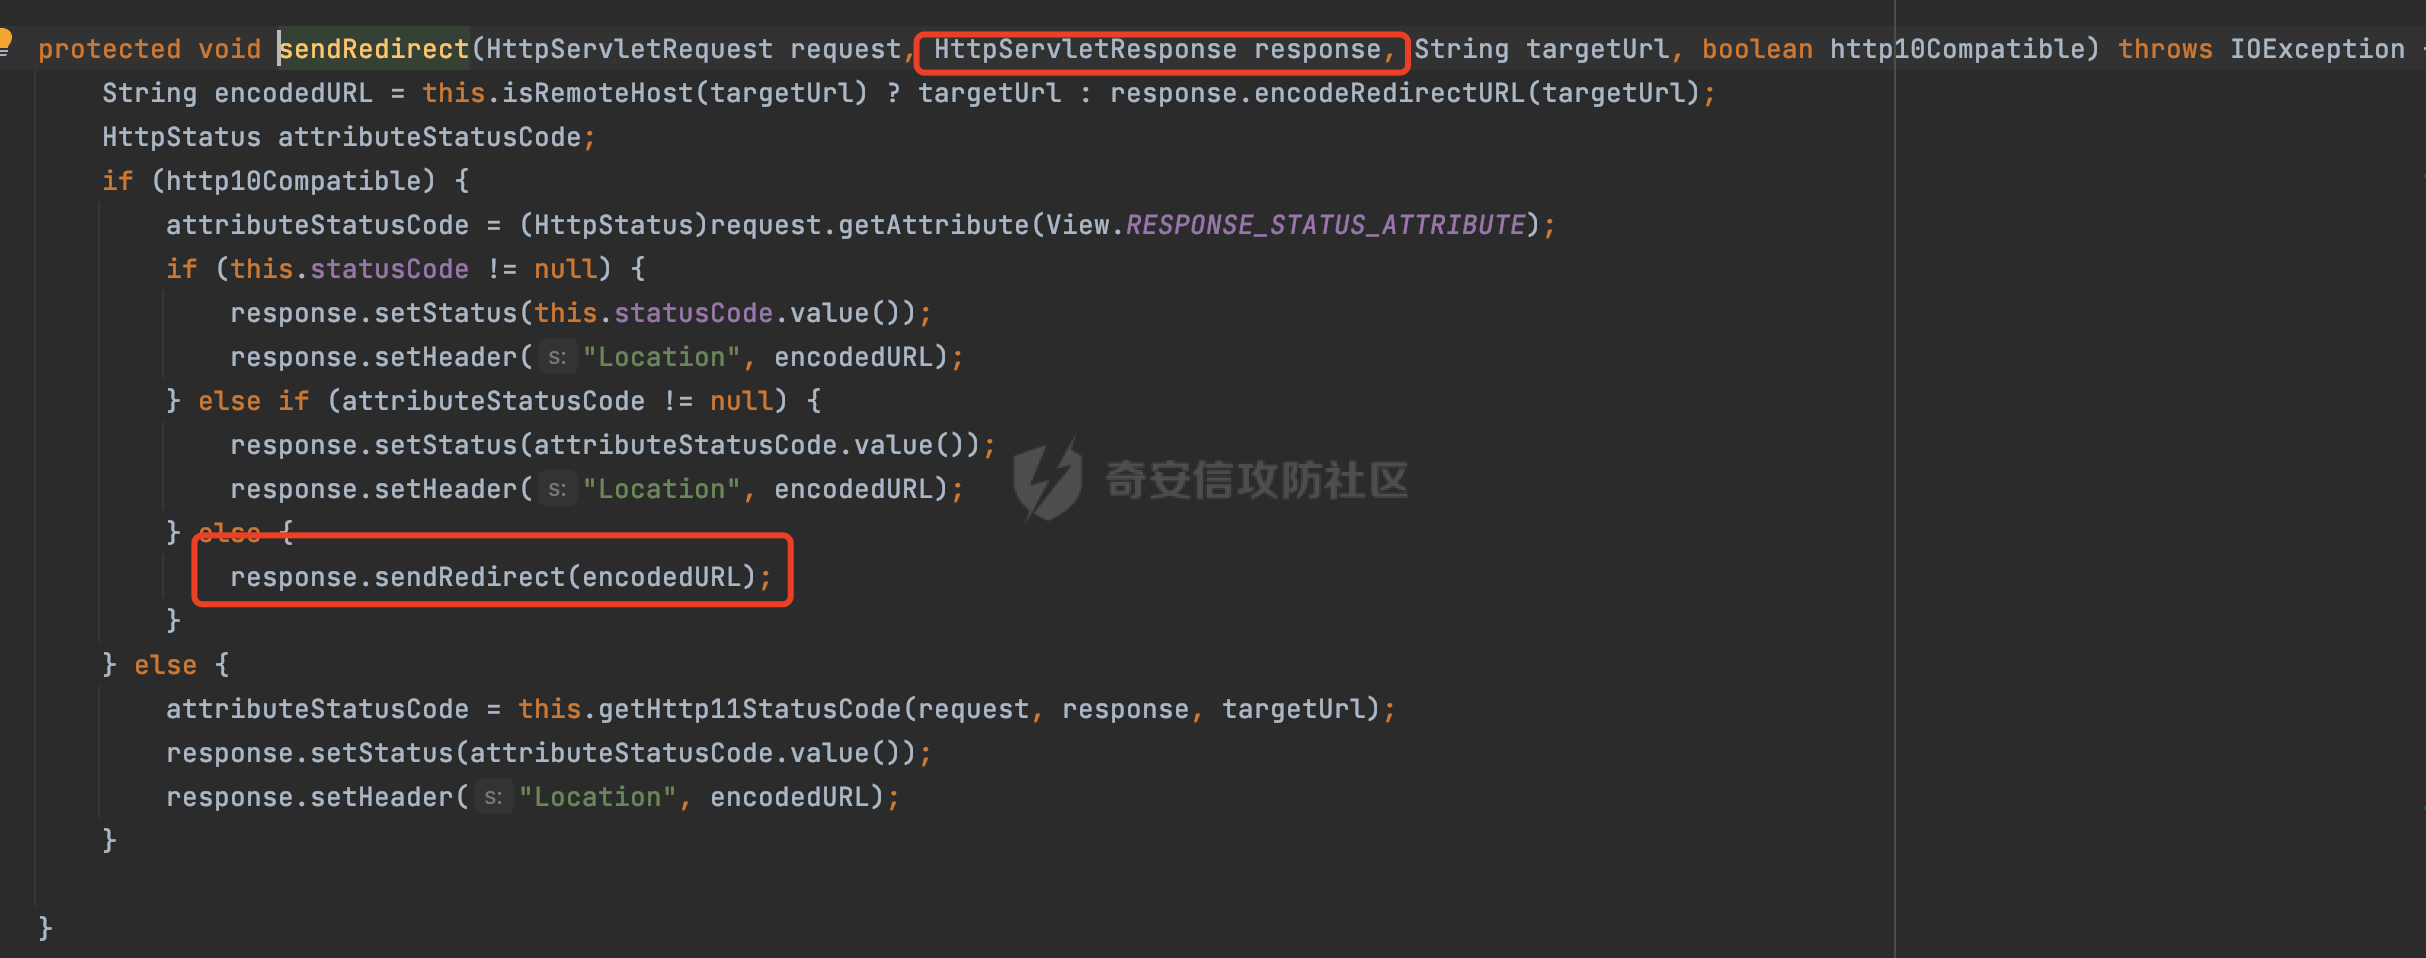 protected void sendRedirect(HttpServletRequest request, HttpServletResponse response, String targetUrl, boolean http10Compatible) throws IOException {
    String encodedURL = this.isRemoteHost(targetUrl) ? targetUrl : response.encodeRedirectURL(targetUrl);
    HttpStatus attributeStatusCode;
    if (http10Compatible) {
        attributeStatusCode = (HttpStatus)request.getAttribute(View.RESPONSE_STATUS_ATTRIBUTE);
        if (this.statusCode != null) {
            response.setStatus(this.statusCode.value());
            response.setHeader( s: "Location", encodedURL);
        } else if (attributeStatusCode != null) {
            response.setStatus(attributeStatusCode.value());
            response.setHeader( s: "Location", encodedURL);
奇安信攻防社区
        } else {
            response.sendRedirect(encodedURL);
        }
    } else {
        attributeStatusCode = this.getHttp11StatusCode(request, response, targetUrl);
        response.setStatus(attributeStatusCode.value());
        response.setHeader( s: "Location", encodedURL);
    }
}